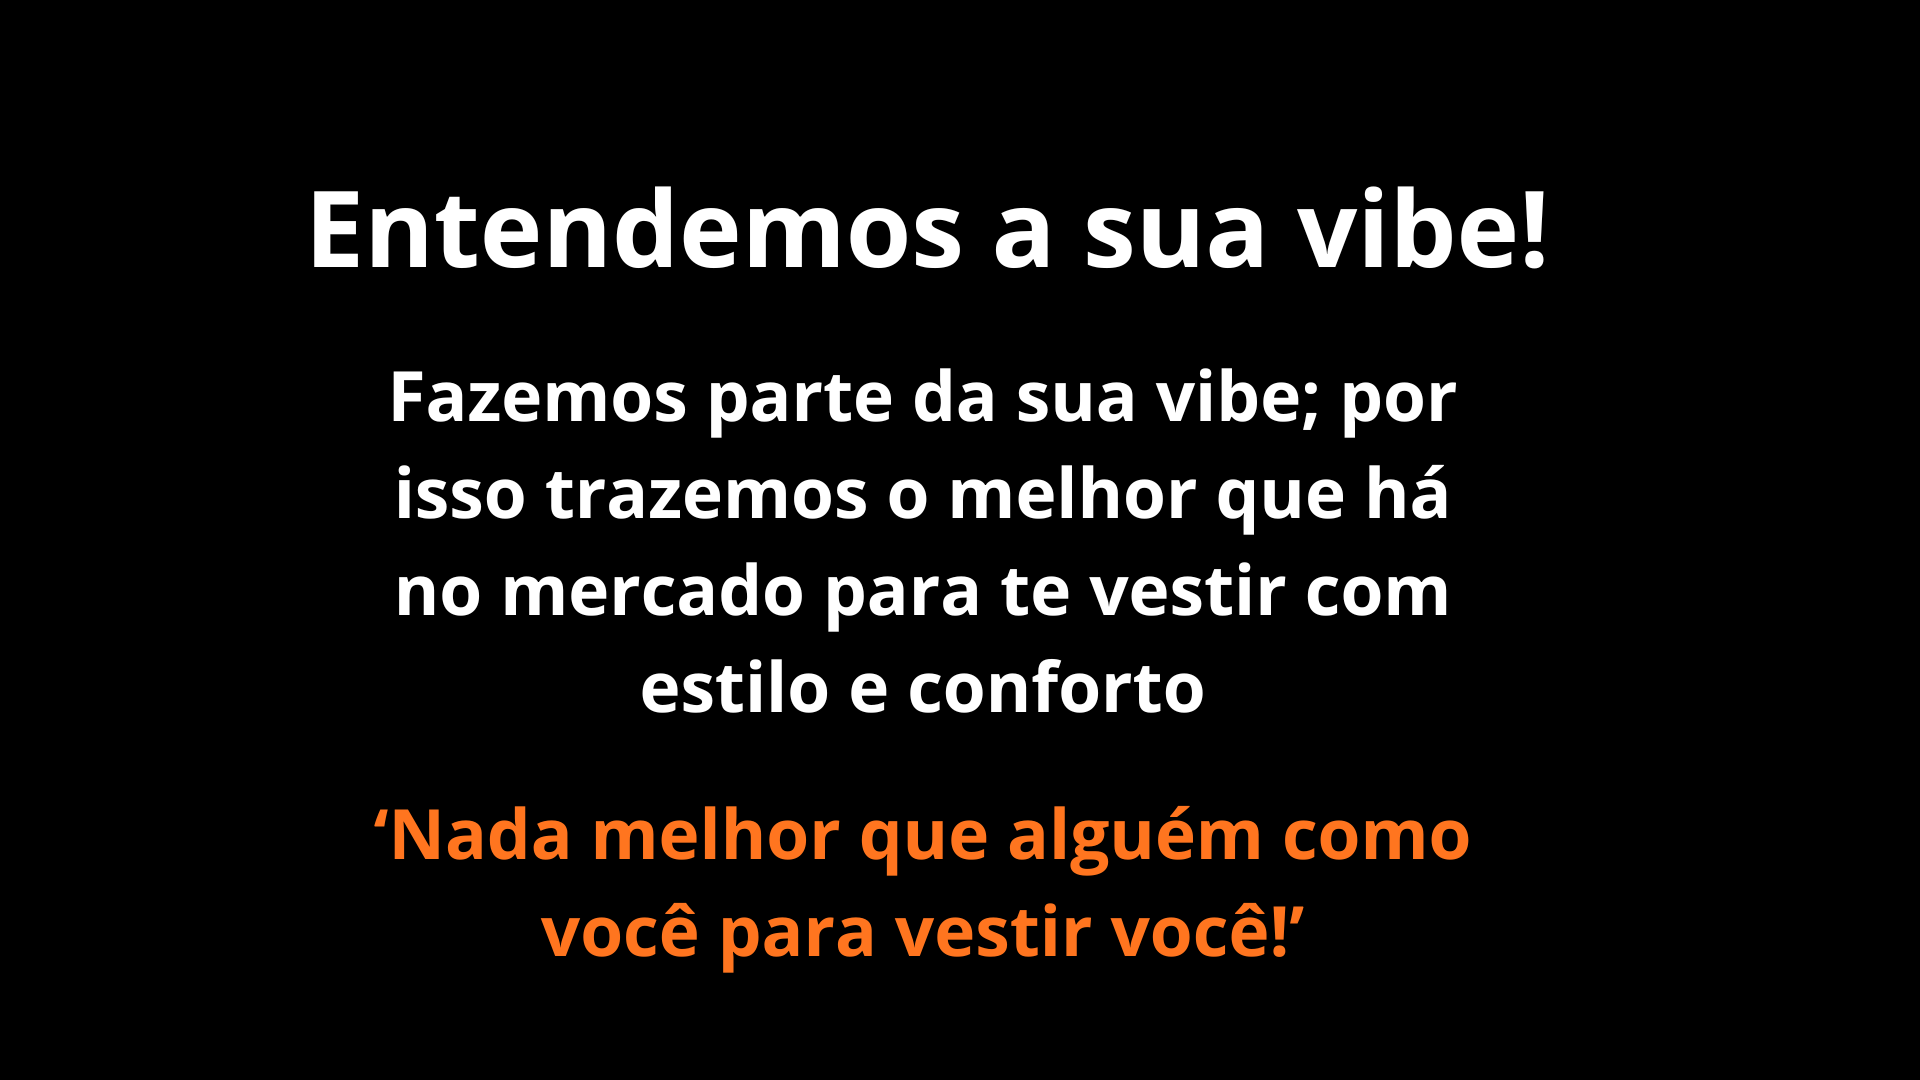 Entendemos a sua vibe!
Fazemos parte da sua vibe; por
isso trazemos o melhor que há
no mercado para te vestir com
estilo e conforto
‘Nada melhor que alguém como
você para vestir você!’